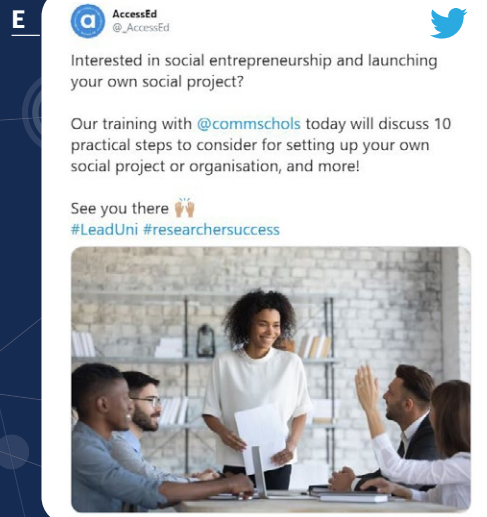 E
AccessEd
@_AccessEd
Interested in social entrepreneurship and launching
your own social project?
Our training with @commschols today will discuss 10
practical steps to consider for setting up your own
social project or organisation, and more!
See you there 🙌🏼
#LeadUni #researchersuccess